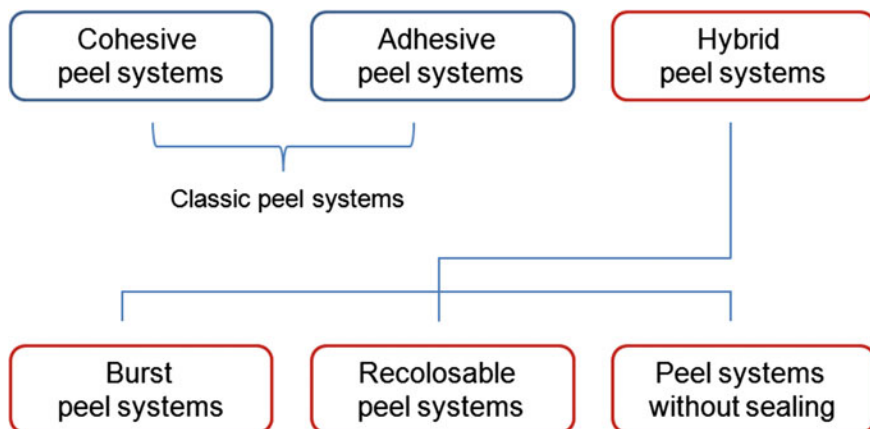 Cohesive
peel systems
Adhesive
peel systems
Hybrid
peel systems
Classic peel systems
Burst
peel systems
Recolosable
peel systems
Peel systems
without sealing